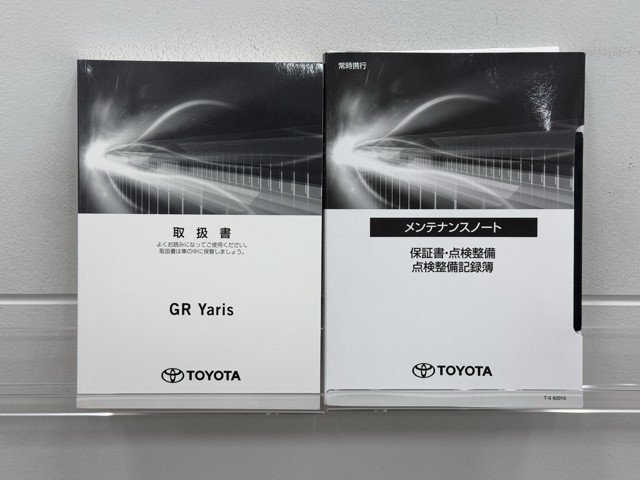 取扱書
よくお読みになってご使用ください。
取扱書は車の中に保管しましょう。
GR Yaris
TOYOTA
常時携行
メンテナンスノート
保証書・点検整備
点検整備記録簿
TOYOTA